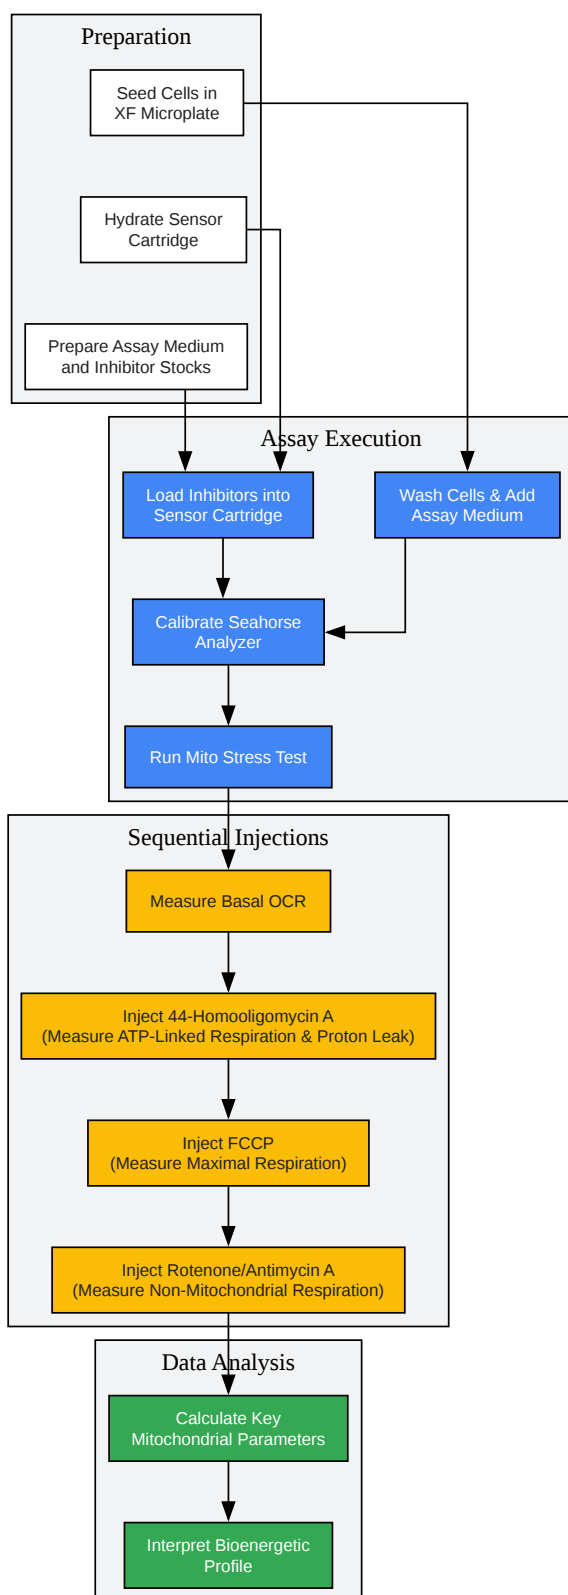 Preparation
Seed Cells in
XF Microplate
Hydrate Sensor
Cartridge
Prepare Assay Medium
and Inhibitor Stocks
Assay Execution
Load Inhibitors into
Sensor Cartridge
Wash Cells & Add
Assay Medium
Calibrate Seahorse
Analyzer
Run Mito Stress Test
Sequential Injections
Measure Basal OCR
Inject 44-Homooligomycin A
(Measure ATP-Linked Respiration & Proton Leak)
Inject FCCP
(Measure Maximal Respiration)
Inject Rotenone/Antimycin A
(Measure Non-Mitochondrial Respiration)
Data Analysis
Calculate Key
Mitochondrial Parameters
Interpret Bioenergetic
Profile